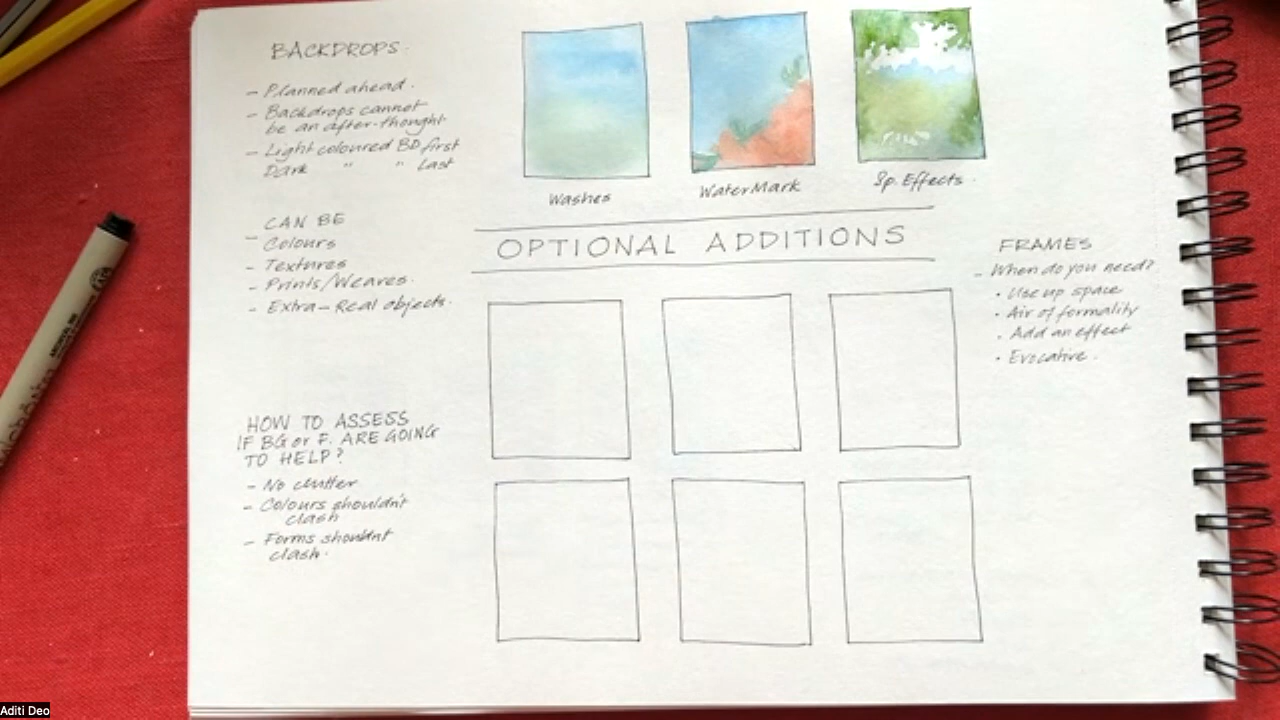 BACKDROPS.
- Planned ahead.
- Backdrops cannot
be an after-thought
- Light coloured BD first
Dark " " Last
CAN BE
- Colours
- Textures
- Prints/Weaves.
- Extra-Real objects.
HOW TO ASSESS
IF BG or F. ARE GOING
TO HELP?
- No clutter
- Colours shouldn't
clash
- Forms shouldnt
clash.
Washes
WaterMark
Sp. Effects.
OPTIONAL ADDITIONS
FRAMES
- When do you need?
• Use up space
• Air of formality
• Add an effect
• Evocative.
Aditi Deo